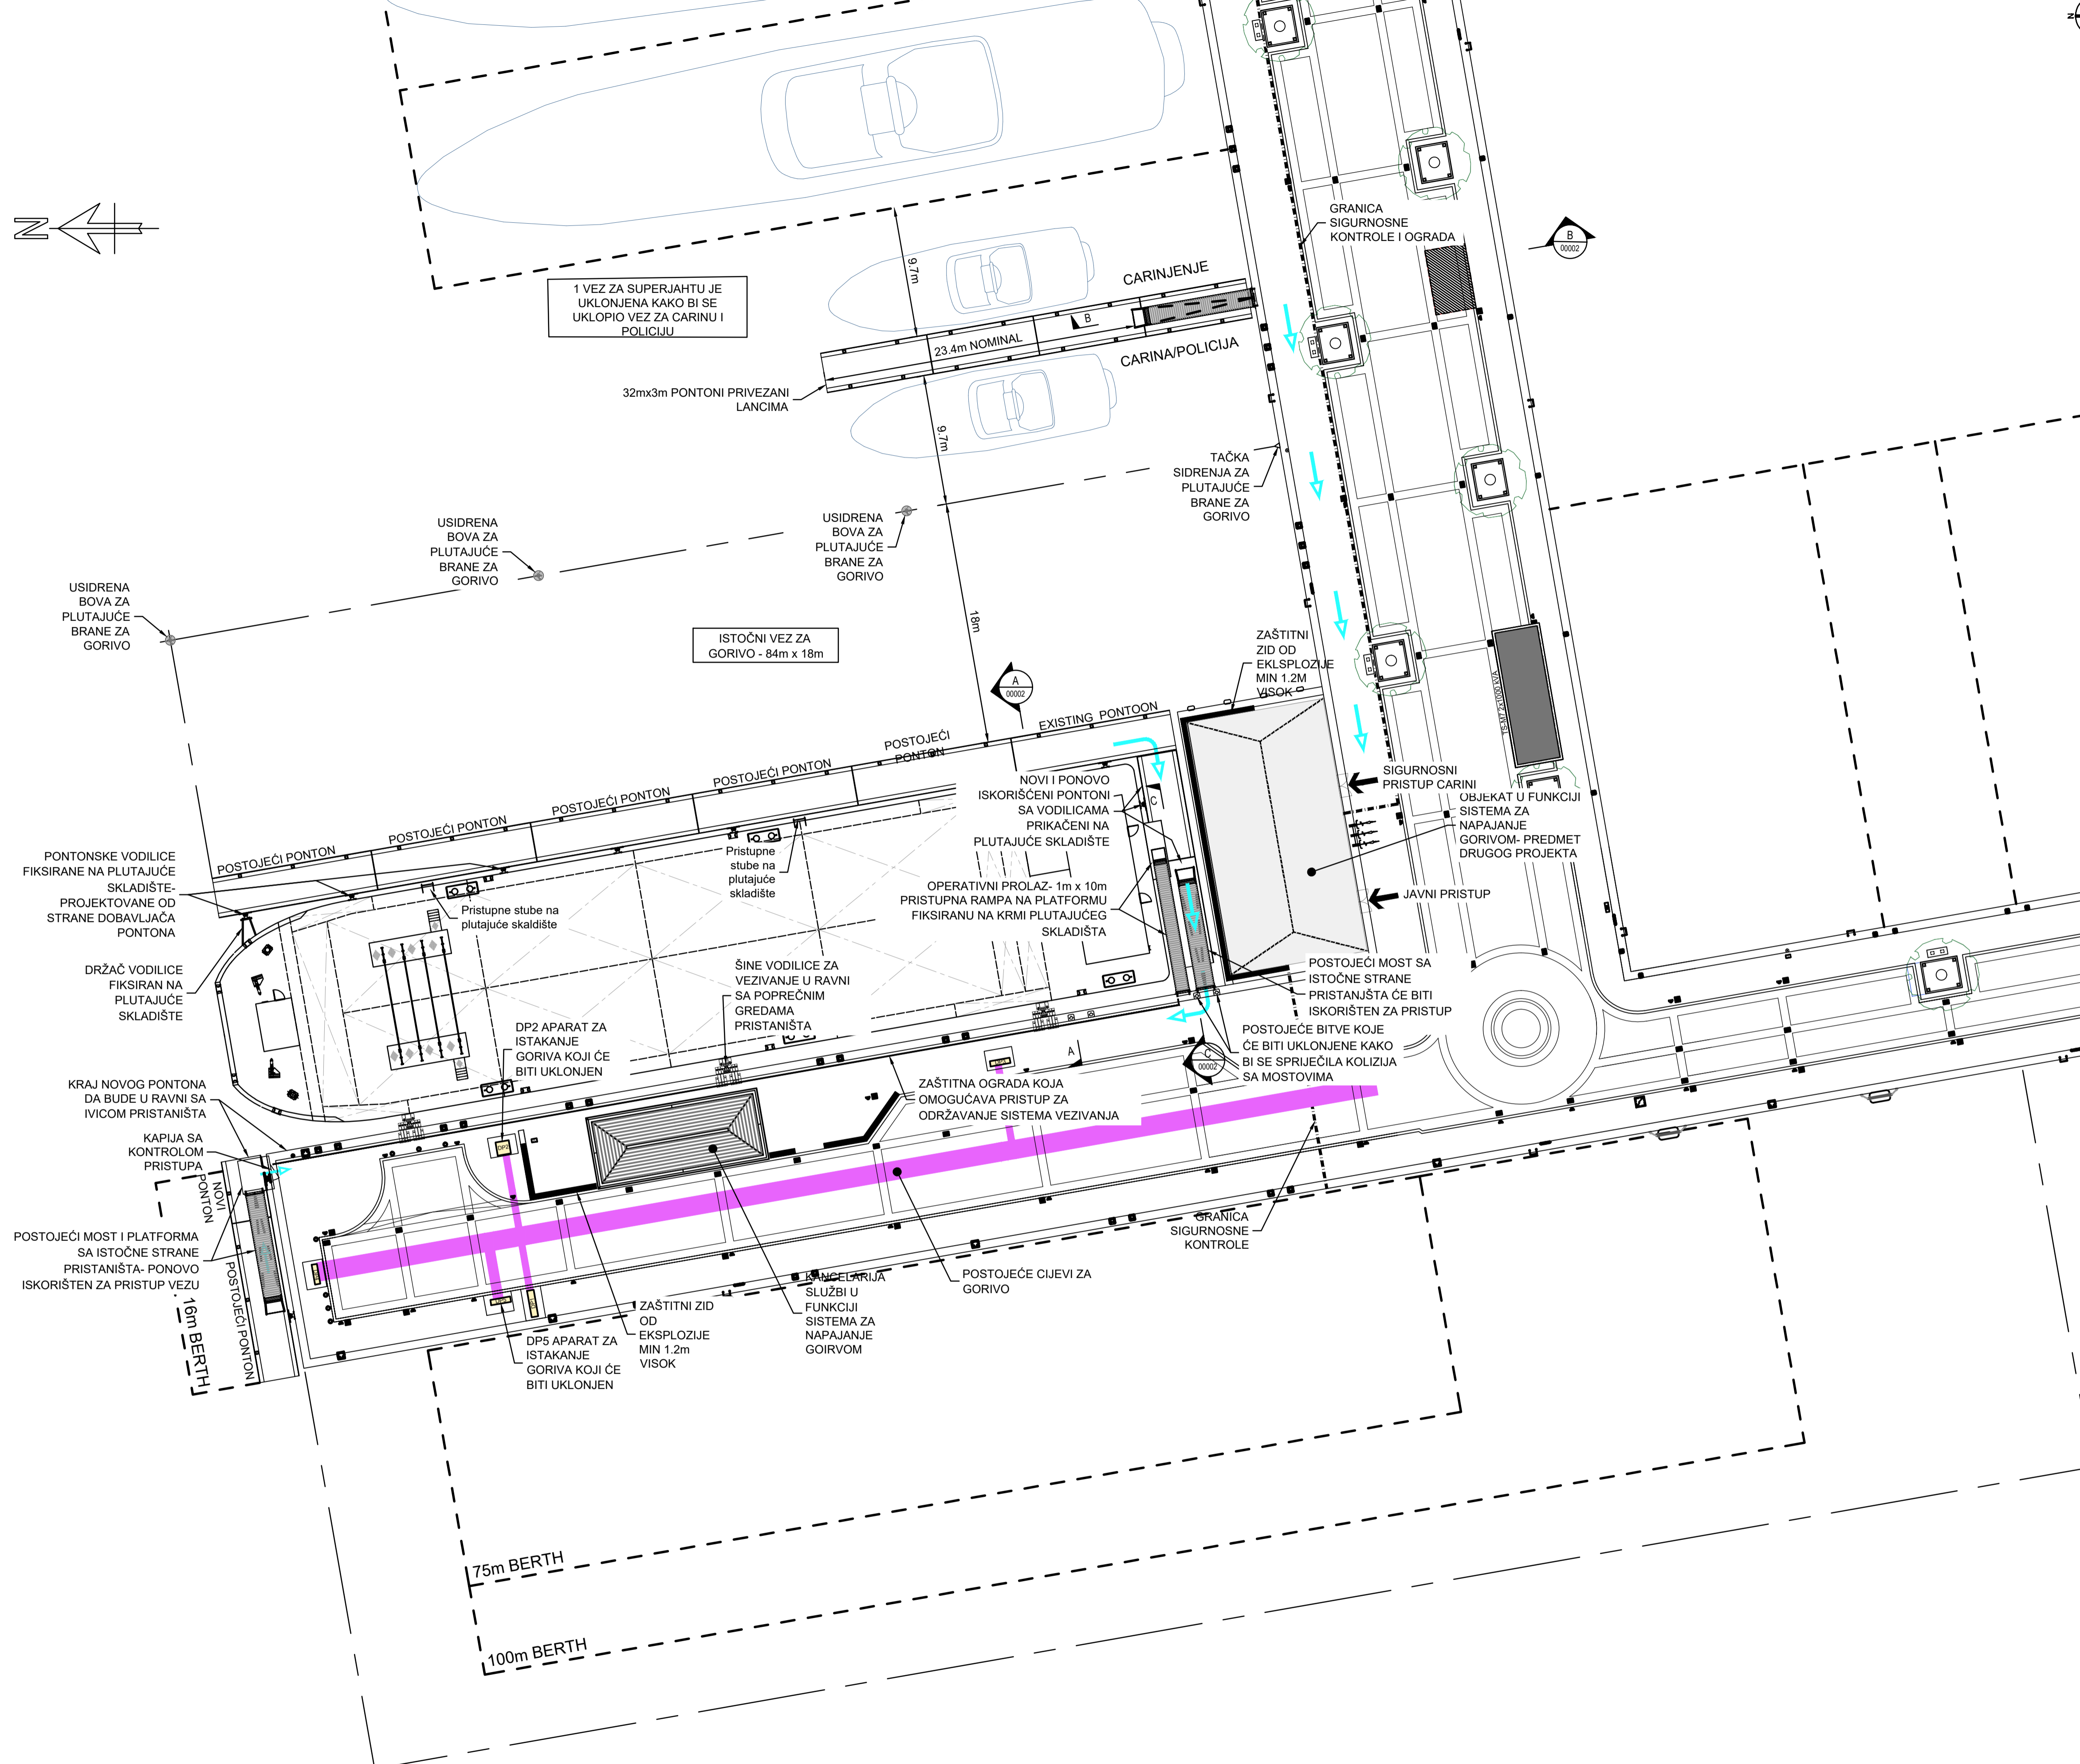 N
GRANICA
SIGURNOSNE
KONTROLE I OGRADA
B
00002
1 VEZ ZA SUPERJAHTU JE
UKLONJENA KAKO BI SE
UKLOPIO VEZ ZA CARINU I
POLICIJU
9.7m
CARINJENJE
B
23.4m NOMINAL
CARINA/POLICIJA
32mx3m PONTONI PRIVEZANI
LANCIMA
9.7m
TAČKA
SIDRENJA ZA
PLUTAJUĆE
BRANE ZA
GORIVO
USIDRENA
BOVA ZA
PLUTAJUĆE
BRANE ZA
GORIVO
USIDRENA
BOVA ZA
PLUTAJUĆE
BRANE ZA
GORIVO
USIDRENA
BOVA ZA
PLUTAJUĆE
BRANE ZA
GORIVO
18m
ISTOČNI VEZ ZA
GORIVO - 84m x 18m
ZAŠTITNI
ZID OD
EKLSPLOZIJE
MIN 1.2M
VISOK
A
00002
EXISTING PONTOON
POSTOJEĆI
PONTON
POSTOJEĆI PONTON
POSTOJEĆI PONTON
POSTOJEĆI PONTON
POSTOJEĆI PONTON
NOVI I PONOVO
ISKORIŠĆENI PONTONI
SA VODILICAMA
PRIKAČENI NA
PLUTAJUĆE SKLADIŠTE
C
SIGURNOSNI
PRISTUP CARINI
OBJEKAT U FUNKCIJI
SISTEMA ZA
NAPAJANJE
GORIVOM- PREDMET
DRUGOG PROJEKTA
JAVNI PRISTUP
PONTONSKE VODILICE
FIKSIRANE NA PLUTAJUĆE
SKLADIŠTE-
PROJEKTOVANE OD
STRANE DOBAVLJAČA
PONTONA
Pristupne
stube na
plutajuće
skladište
Pristupne stube na
plutajuće skaldište
OPERATIVNI PROLAZ- 1m x 10m
PRISTUPNA RAMPA NA PLATFORMU
FIKSIRANU NA KRMI PLUTAJUĆEG
SKLADIŠTA
DRŽAČ VODILICE
FIKSIRAN NA
PLUTAJUĆE
SKLADIŠTE
ŠINE VODILICE ZA
VEZIVANJE U RAVNI
SA POPREČNIM
GREDAMA
PRISTANIŠTA
POSTOJEĆI MOST SA
ISTOČNE STRANE
PRISTANJŠTA ĆE BITI
ISKORIŠTEN ZA PRISTUP
DP2 APARAT ZA
ISTAKANJE
GORIVA KOJI ĆE
BITI UKLONJEN
POSTOJEĆE BITVE KOJE
ĆE BITI UKLONJENE KAKO
BI SE SPRIJEČILA KOLIZIJA
SA MOSTOVIMA
C
00002
A
KRAJ NOVOG PONTONA
DA BUDE U RAVNI SA
IVICOM PRISTANIŠTA
ZAŠTITNA OGRADA KOJA
OMOGUĆAVA PRISTUP ZA
ODRŽAVANJE SISTEMA VEZIVANJA
KAPIJA SA
KONTROLOM
PRISTUPA
NOVI
PONTON
POSTOJEĆI MOST I PLATFORMA
SA ISTOČNE STRANE
PRISTANIŠTA- PONOVO
ISKORIŠTEN ZA PRISTUP VEZU
POSTOJEĆI PONTON
16m BERTH
GRANICA
SIGURNOSNE
KONTROLE
POSTOJEĆE CIJEVI ZA
GORIVO
KANCELARIJA
SLUŽBI U
FUNKCIJI
SISTEMA ZA
NAPAJANJE
GOIRVOM
ZAŠTITNI ZID
OD
EKSPLOZIJE
MIN 1.2m
VISOK
DP5 APARAT ZA
ISTAKANJE
GORIVA KOJI ĆE
BITI UKLONJEN
75m BERTH
100m BERTH